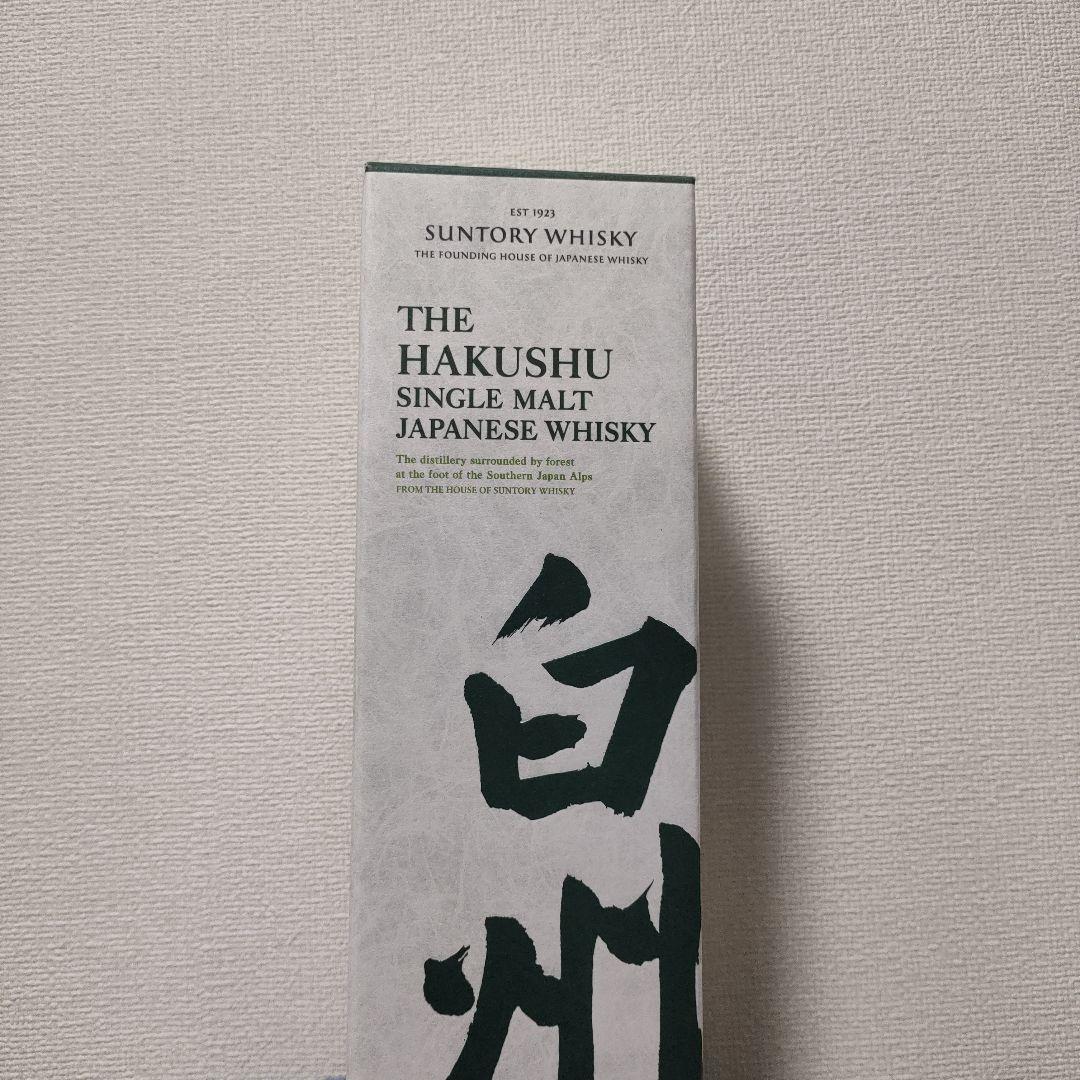 EST 1923
SUNTORY WHISKY
THE FOUNDING HOUSE OF JAPANESE WHISKY
THE
HAKUSHU
SINGLE MALT
JAPANESE WHISKY
The distillery surrounded by forest
at the foot of the Southern Japan Alps
FROM THE HOUSE OF SUNTORY WHISKY
白
州